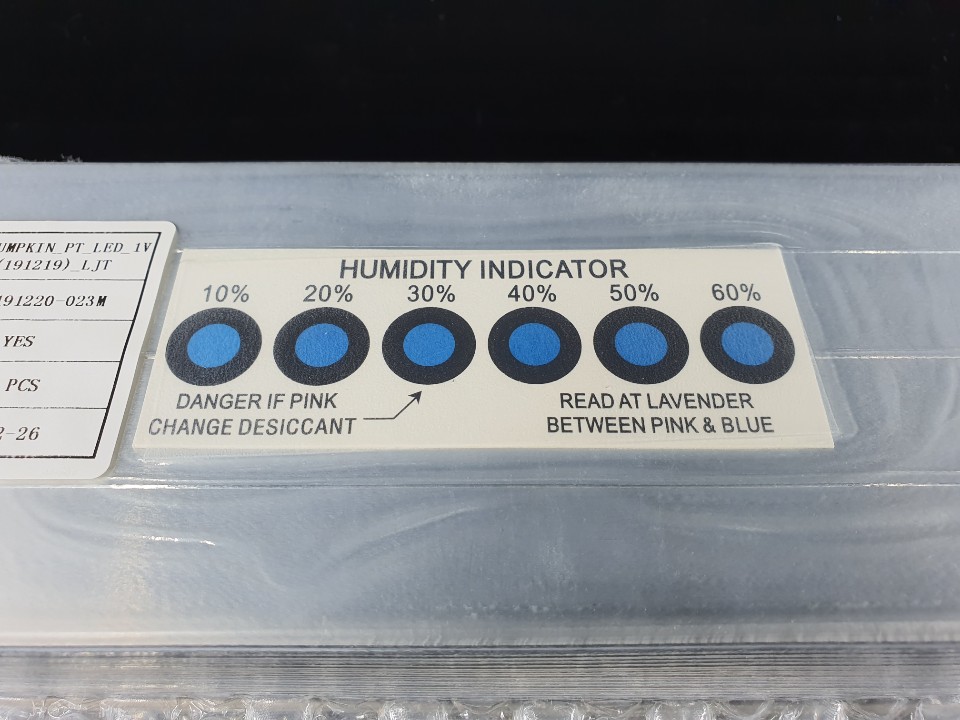 UMPKIN_PT_LED_1V
(191219)_LJT
191220-023M
YES
PCS
2-26
HUMIDITY INDICATOR
10% 20% 30% 40% 50% 60%
DANGER IF PINK
CHANGE DESICCANT
READ AT LAVENDER
BETWEEN PINK & BLUE